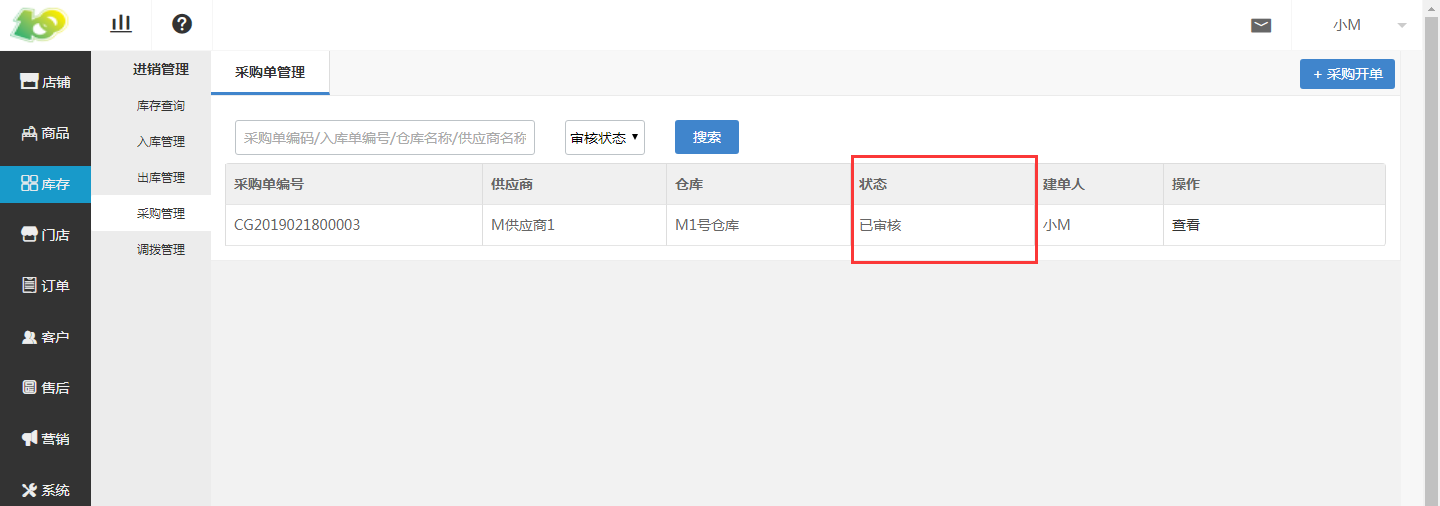 小M
店铺
商品
库存
门店
订单
客户
售后
营销
系统
进销管理
库存查询
入库管理
出库管理
采购管理
调拨管理
采购单管理
+ 采购开单
采购单编码/入库单编号/仓库名称/供应商名称
审核状态
搜索
采购单编号 供应商 仓库 状态 建单人 操作
CG2019021800003 M供应商1 M1号仓库 已审核 小M 查看